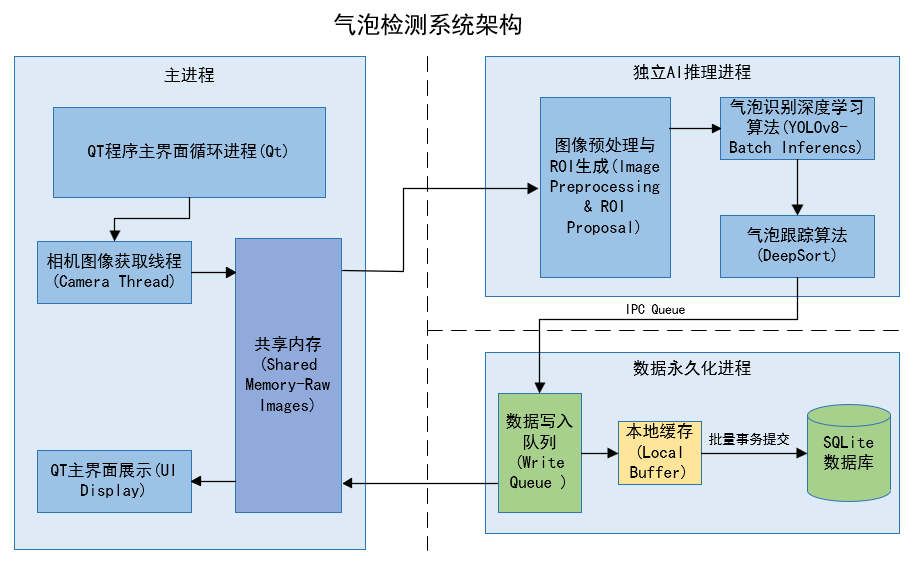 气泡检测系统架构
主进程
QT程序主界面循环进程(Qt)
相机图像获取线程
(Camera Thread)
共享内存
(Shared
Memory-Raw
Images)
QT主界面展示(UI
Display)
独立AI推理进程
图像预处理与
ROI生成(Image
Preprocessing
& ROI
Proposal)
气泡识别深度学习
算法(YOLOv8-
Batch Inferencs)
气泡跟踪算法
(DeepSort)
IPC Queue
数据永久化进程
数据写入
队列
(Write
Queue )
本地缓存
(Local
Buffer)
批量事务提交
SQLite
数据库